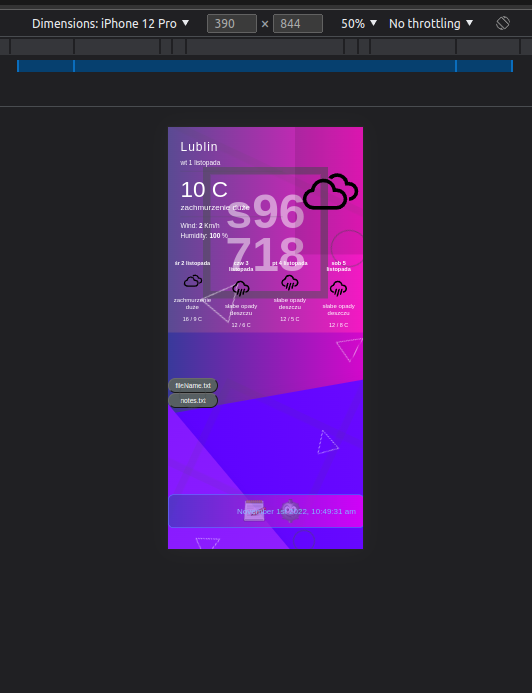 Dimensions: iPhone 12 Pro 390 × 844 50% No throttling
Lublin
wt 1 listopada
10 C
zachmurzenie duże
s96
718
Wind: 2 Km/h
Humidity: 100 %
śr 2 listopada
zachmurzenie
duże
16 / 9 C
czw 3
listopada
słabe opady
deszczu
12 / 6 C
pt 4 listopada
słabe opady
deszczu
12 / 5 C
sob 5
listopada
słabe opady
deszczu
12 / 8 C
fileName.txt
notes.txt
November 1st 2022, 10:49:31 am